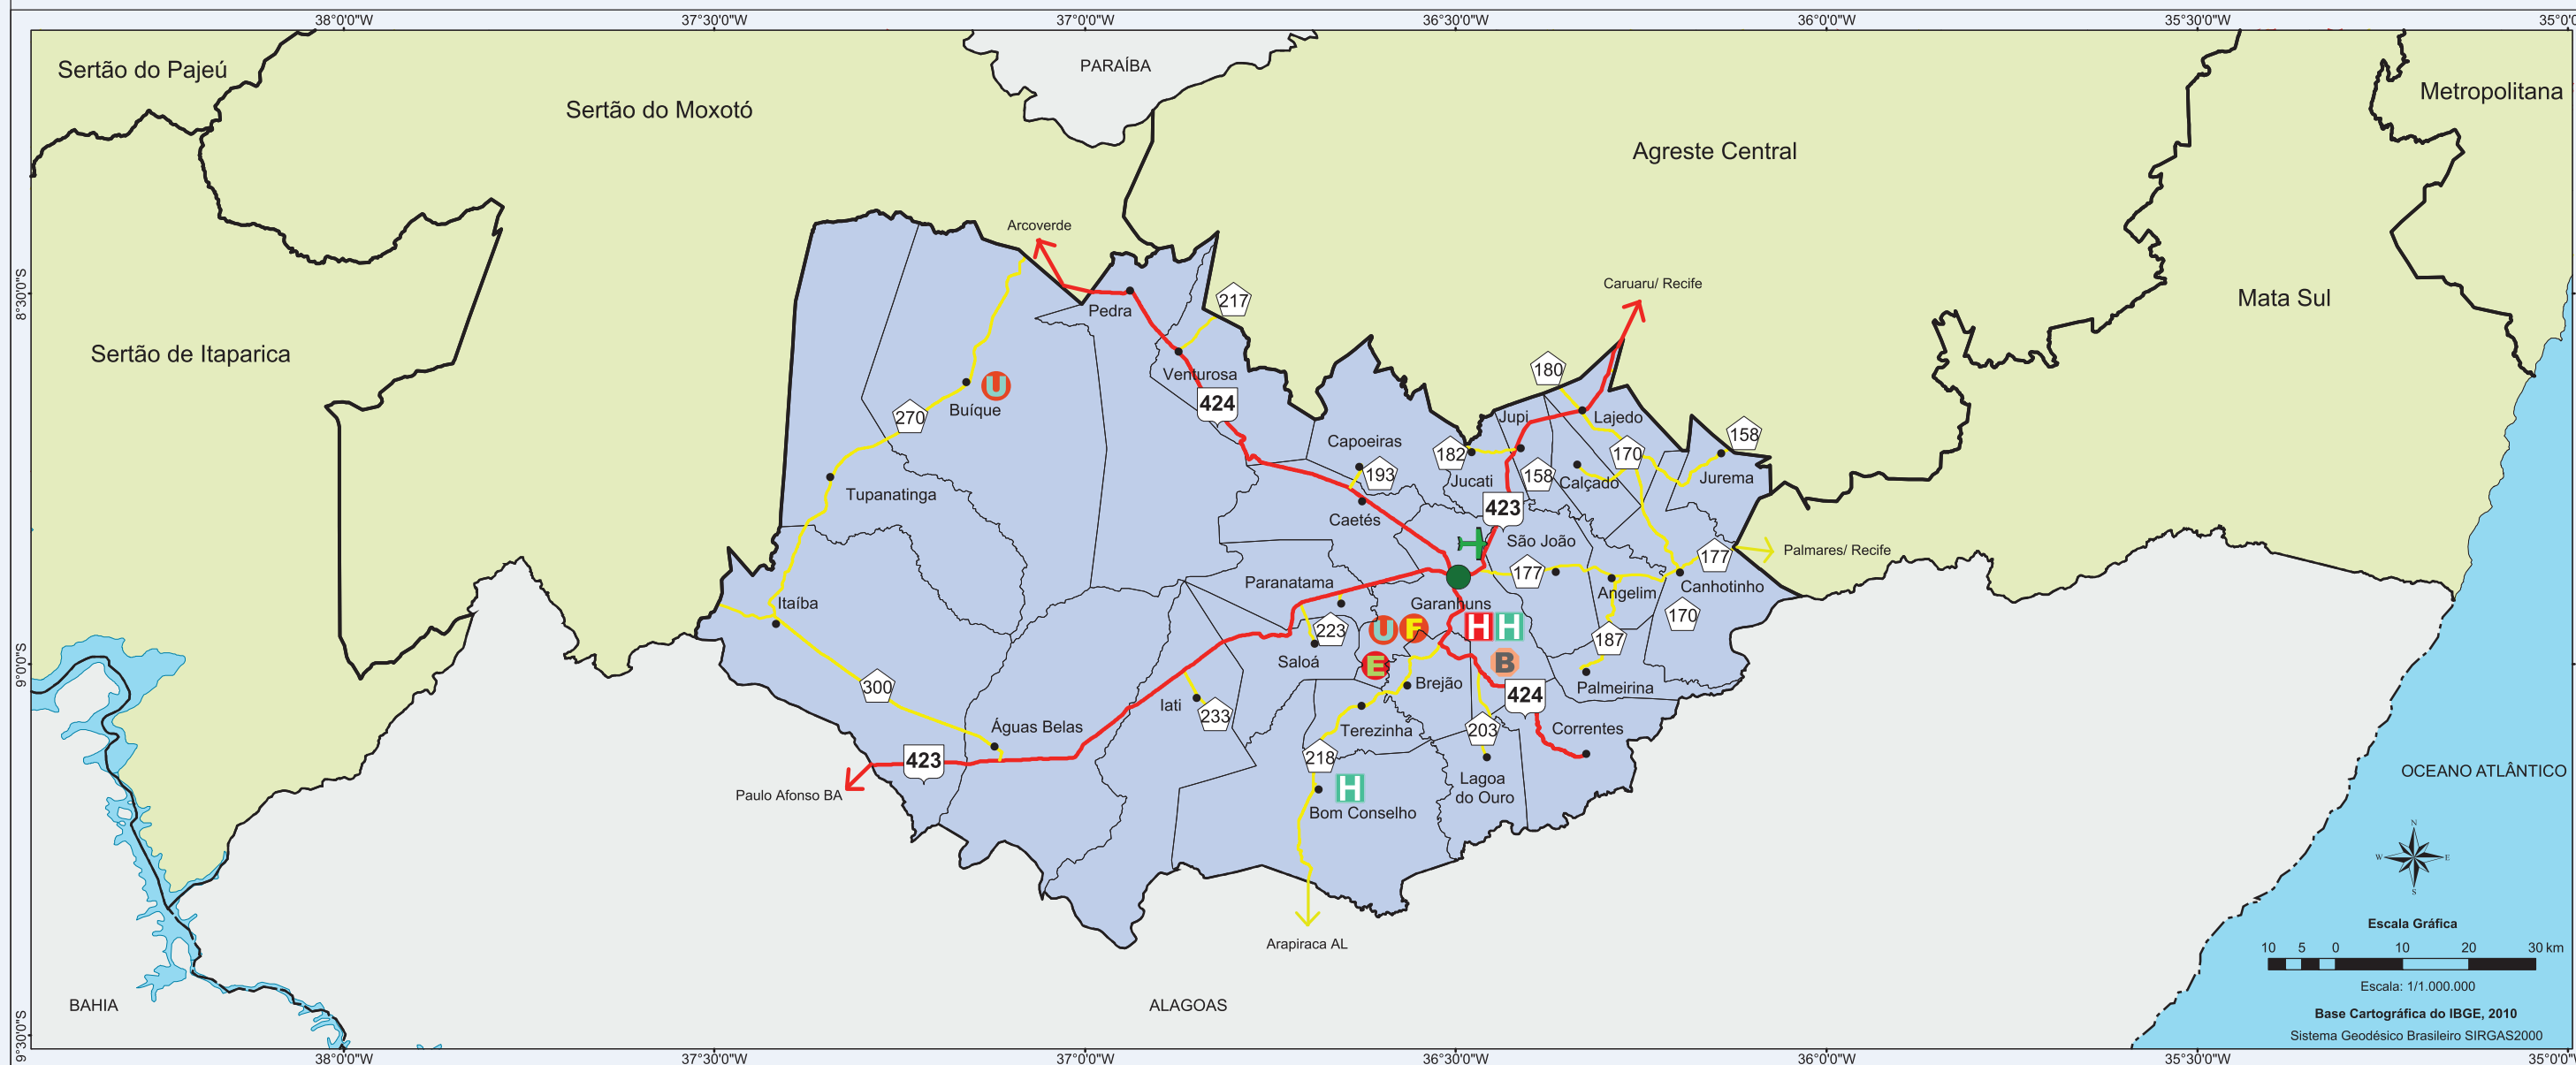 38°0'0"W
37°30'0"W
37°0'0"W
36°30'0"W
36°0'0"W
35°30'0"W
Sertão do Pajeú
PARAÍBA
Metropolitana
Sertão do Moxotó
Agreste Central
Arcoverde
8°30'0"S
Caruaru/ Recife
217
Mata Sul
Pedra
Sertão de Itaparica
Venturosa
180
U
Buíque
424
270
Jupi
Lajedo
158
Capoeiras
182
170
193
Jucati
158
Calçado
Jurema
Tupanatinga
423
Caetés
São João
Palmares/ Recife
177
177
Paranatama
Canhotinho
Angelim
Itaíba
Garanhuns
170
223
U
F
H
H
187
Saloá
E
B
9°0'0"S
300
Brejão
Palmeirina
424
Iati
233
Águas Belas
Terezinha
203
Correntes
218
423
Lagoa
do Ouro
OCEANO ATLÂNTICO
Paulo Afonso BA
H
Bom Conselho
N
W
E
S
Escala Gráfica
Arapiraca AL
10 5 0 10 20 30 km
Escala: 1/1.000.000
BAHIA
ALAGOAS
Base Cartográfica do IBGE, 2010
Sistema Geodésico Brasileiro SIRGAS2000
9°30'0"S
38°0'0"W
37°30'0"W
37°0'0"W
36°30'0"W
36°0'0"W
35°30'0"W